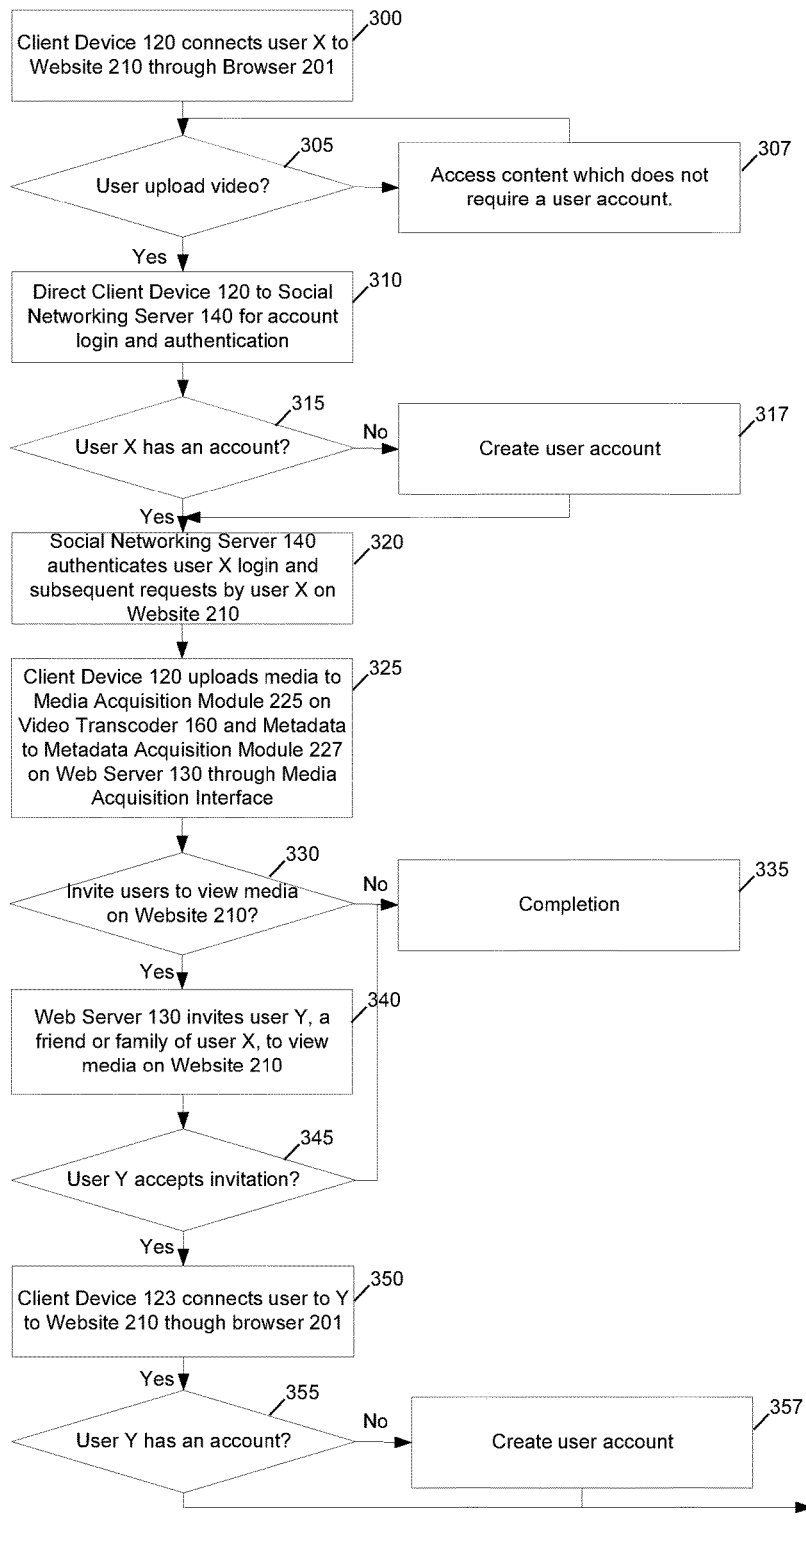 300
Client Device 120 connects user X to
Website 210 through Browser 201
305
User upload video?
307
Access content which does not
require a user account.
Yes
310
Direct Client Device 120 to Social
Networking Server 140 for account
login and authentication
315
User X has an account?
No
317
Create user account
Yes
320
Social Networking Server 140
authenticates user X login and
subsequent requests by user X on
Website 210
325
Client Device 120 uploads media to
Media Acquisition Module 225 on
Video Transcoder 160 and Metadata
to Metadata Acquisition Module 227
on Web Server 130 through Media
Acquisition Interface
330
Invite users to view media
on Website 210?
No
335
Completion
Yes
340
Web Server 130 invites user Y, a
friend or family of user X, to view
media on Website 210
345
User Y accepts invitation?
Yes
350
Client Device 123 connects user to Y
to Website 210 though browser 201
Yes
355
User Y has an account?
No
357
Create user account